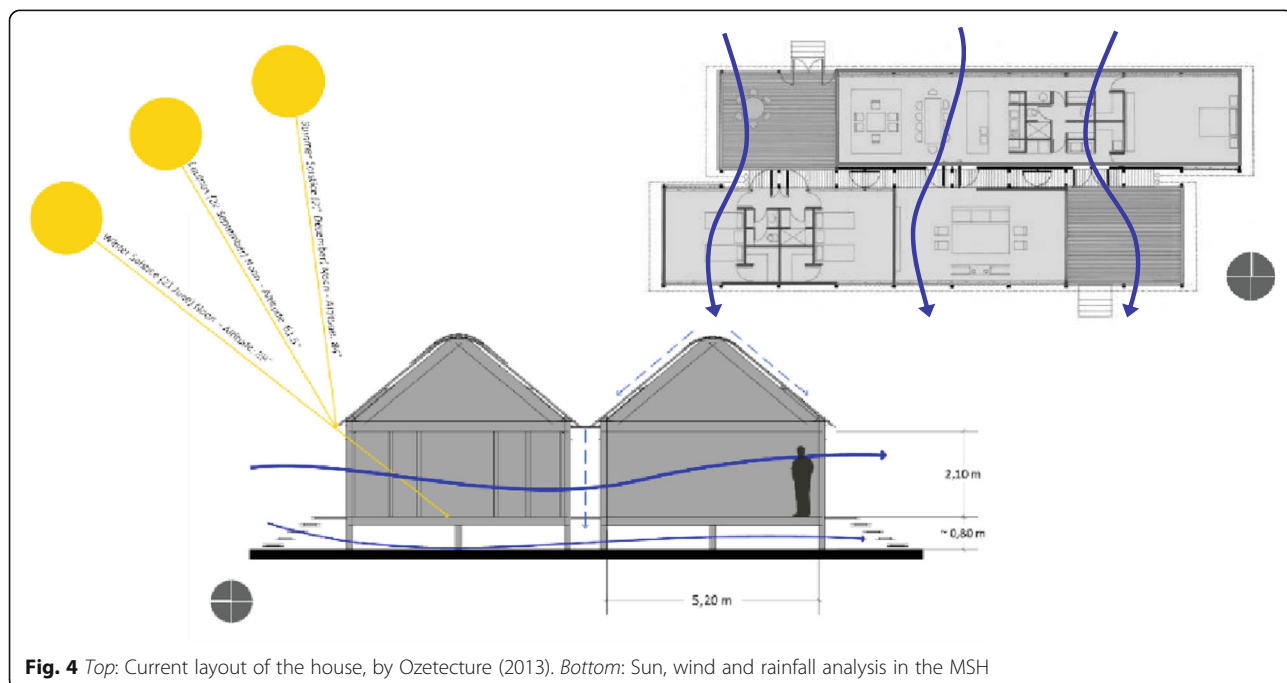 Summer Solstice (21 December) Noon - Altitude: 86°
Equinox (22 September) Noon - Altitude: 61.5°
Winter Solstice (21 June) Noon - Altitude:
2,10 m
~ 0,80 m
5,20 m
Fig. 4 Top: Current layout of the house, by Ozetecture (2013). Bottom: Sun, wind and rainfall analysis in the MSH